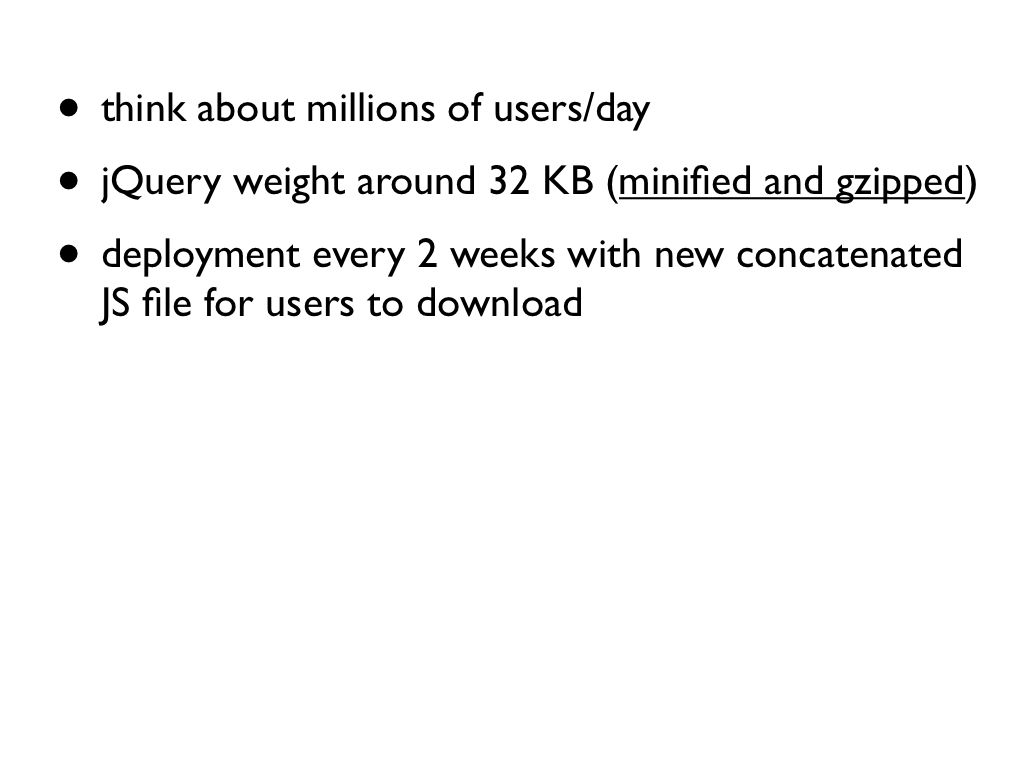 • think about millions of users/day
• jQuery weight around 32 KB (minified and gzipped)
• deployment every 2 weeks with new concatenated
JS file for users to download